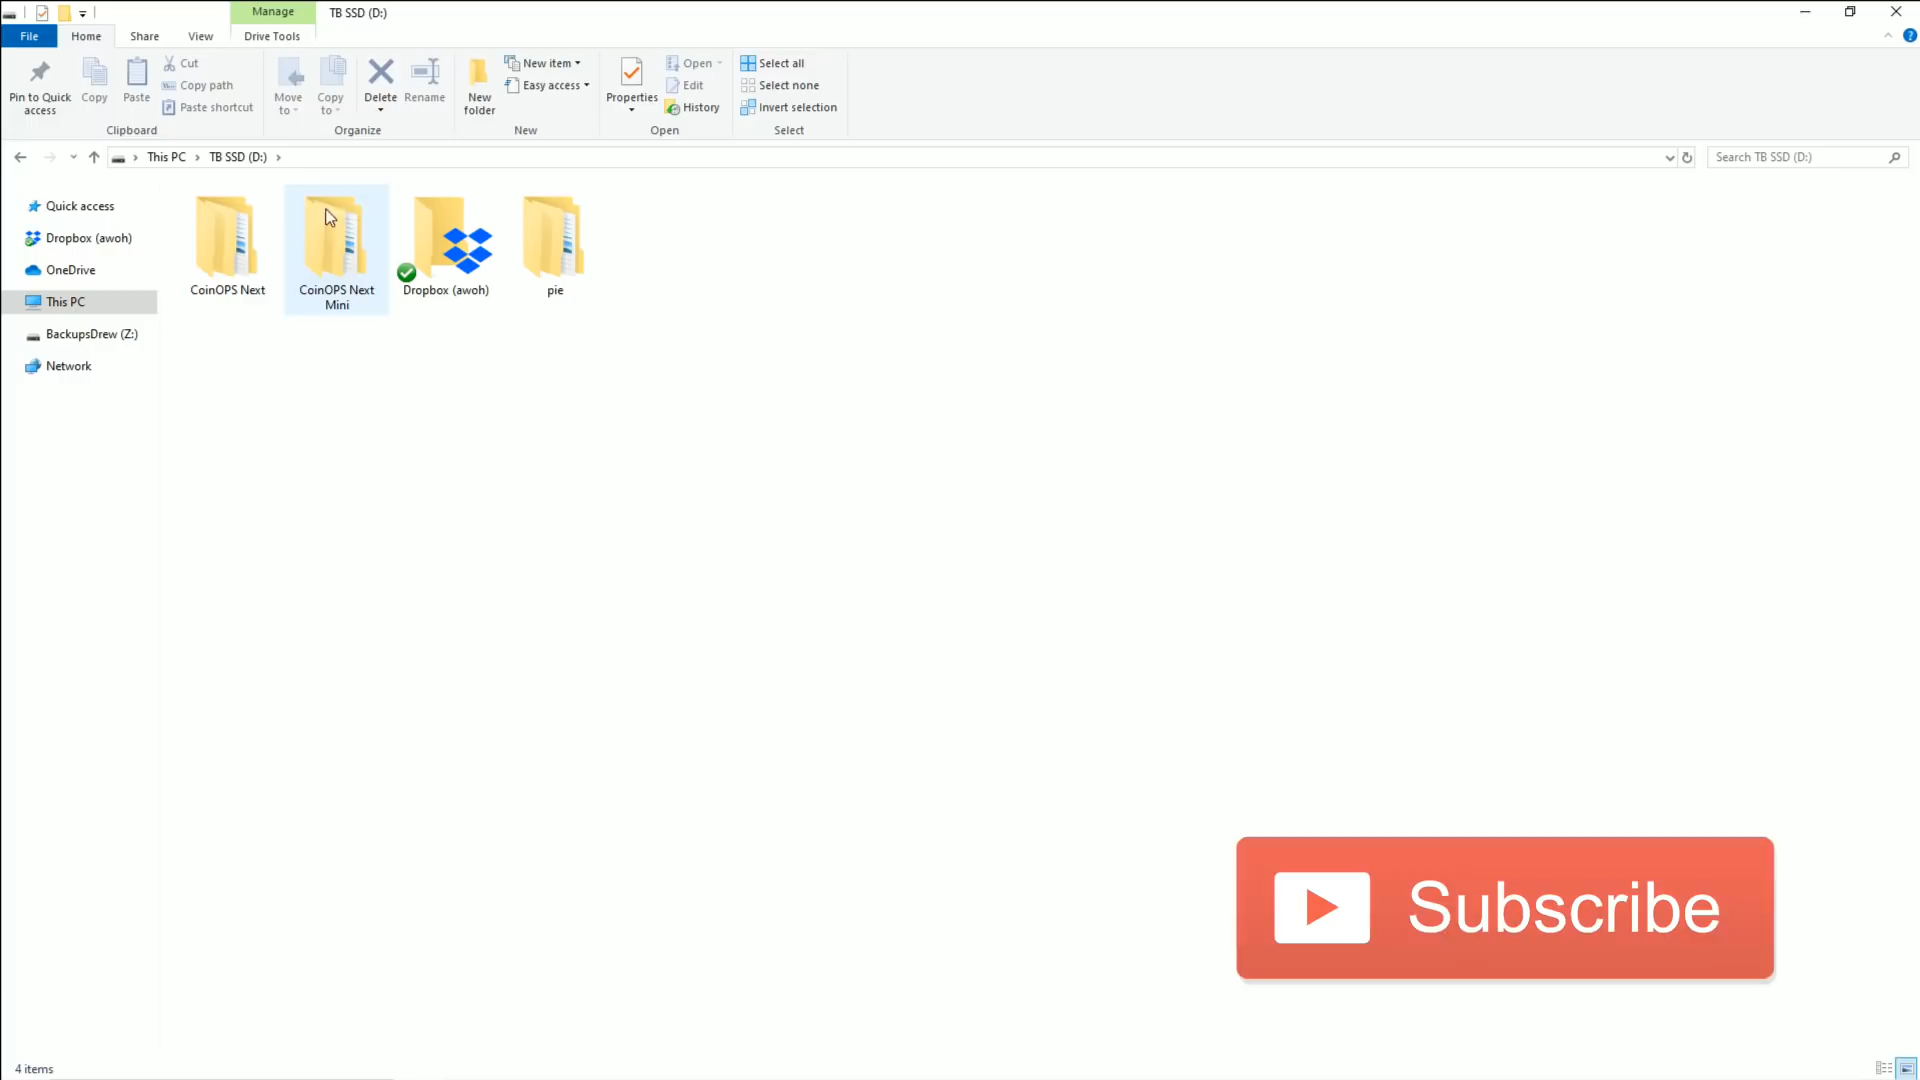 Manage
TB SSD (D:)
File
Home
Share
View
Drive Tools
Pin to Quick
access
Copy
Paste
Cut
Copy path
Paste shortcut
Clipboard
Move
to
Copy
to
Delete
Rename
Organize
New
folder
New item
Easy access
New
Properties
Open
Edit
History
Open
Select all
Select none
Invert selection
Select
This PC
TB SSD (D:)
Search TB SSD (D:)
Quick access
Dropbox (awoh)
OneDrive
This PC
BackupsDrew (Z:)
Network
CoinOPS Next
CoinOPS Next
Mini
Dropbox (awoh)
pie
Subscribe
4 items